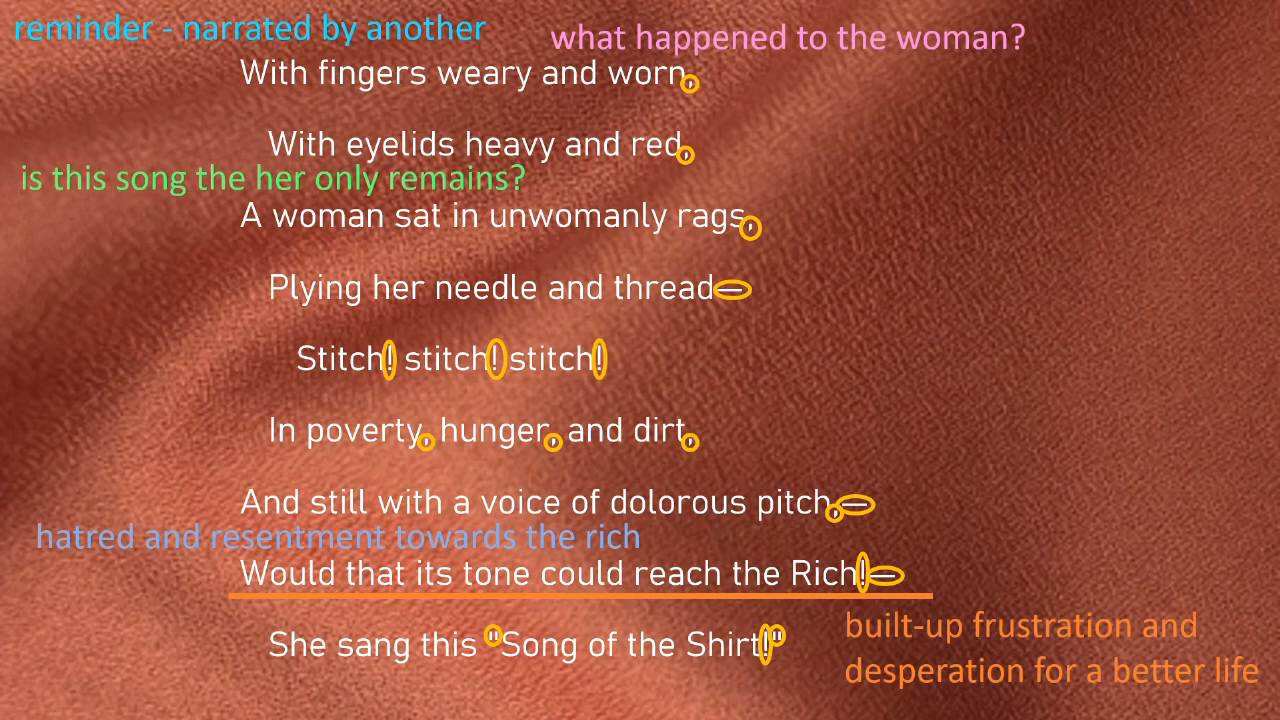 reminder - narrated by another
what happened to the woman?
With fingers weary and worn,
With eyelids heavy and red,
is this song the her only remains?
A woman sat in unwomanly rags,
Plying her needle and thread—
Stitch! stitch! stitch!
In poverty, hunger, and dirt,
And still with a voice of dolorous pitch,—
hatred and resentment towards the rich
Would that its tone could reach the Rich!—
built-up frustration and
She sang this "Song of the Shirt!"
desperation for a better life